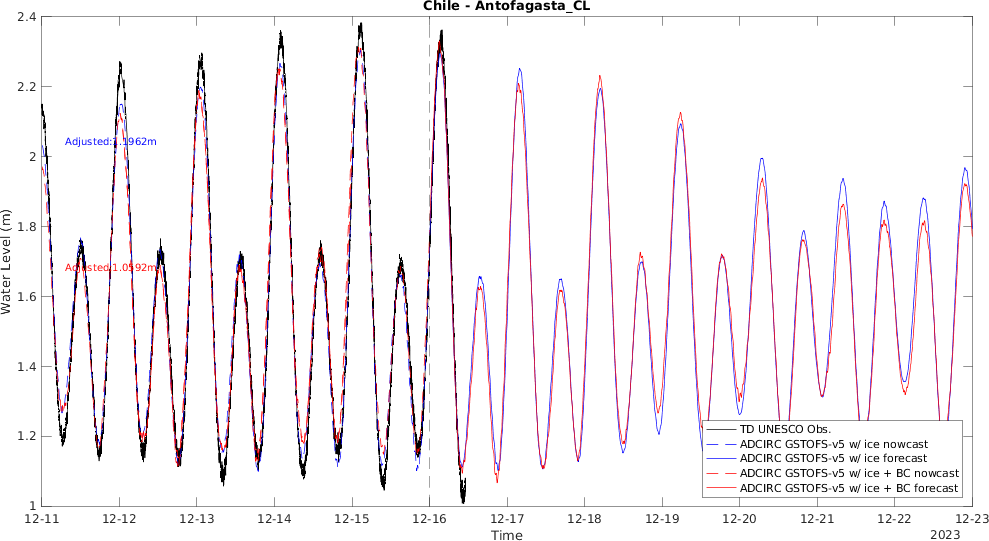 Chile - Antofagasta_CL
Water Level (m)
2.4
2.2
2
1.8
1.6
1.4
1.2
1
Adjusted:1.1962m
Adjusted:1.0592m
TD UNESCO Obs.
ADCIRC GSTOFS-v5 w/ ice nowcast
ADCIRC GSTOFS-v5 w/ ice forecast
ADCIRC GSTOFS-v5 w/ ice + BC nowcast
ADCIRC GSTOFS-v5 w/ ice + BC forecast
12-11 12-12 12-13 12-14 12-15 12-16 12-17 12-18 12-19 12-20 12-21 12-22 12-23
Time
2023